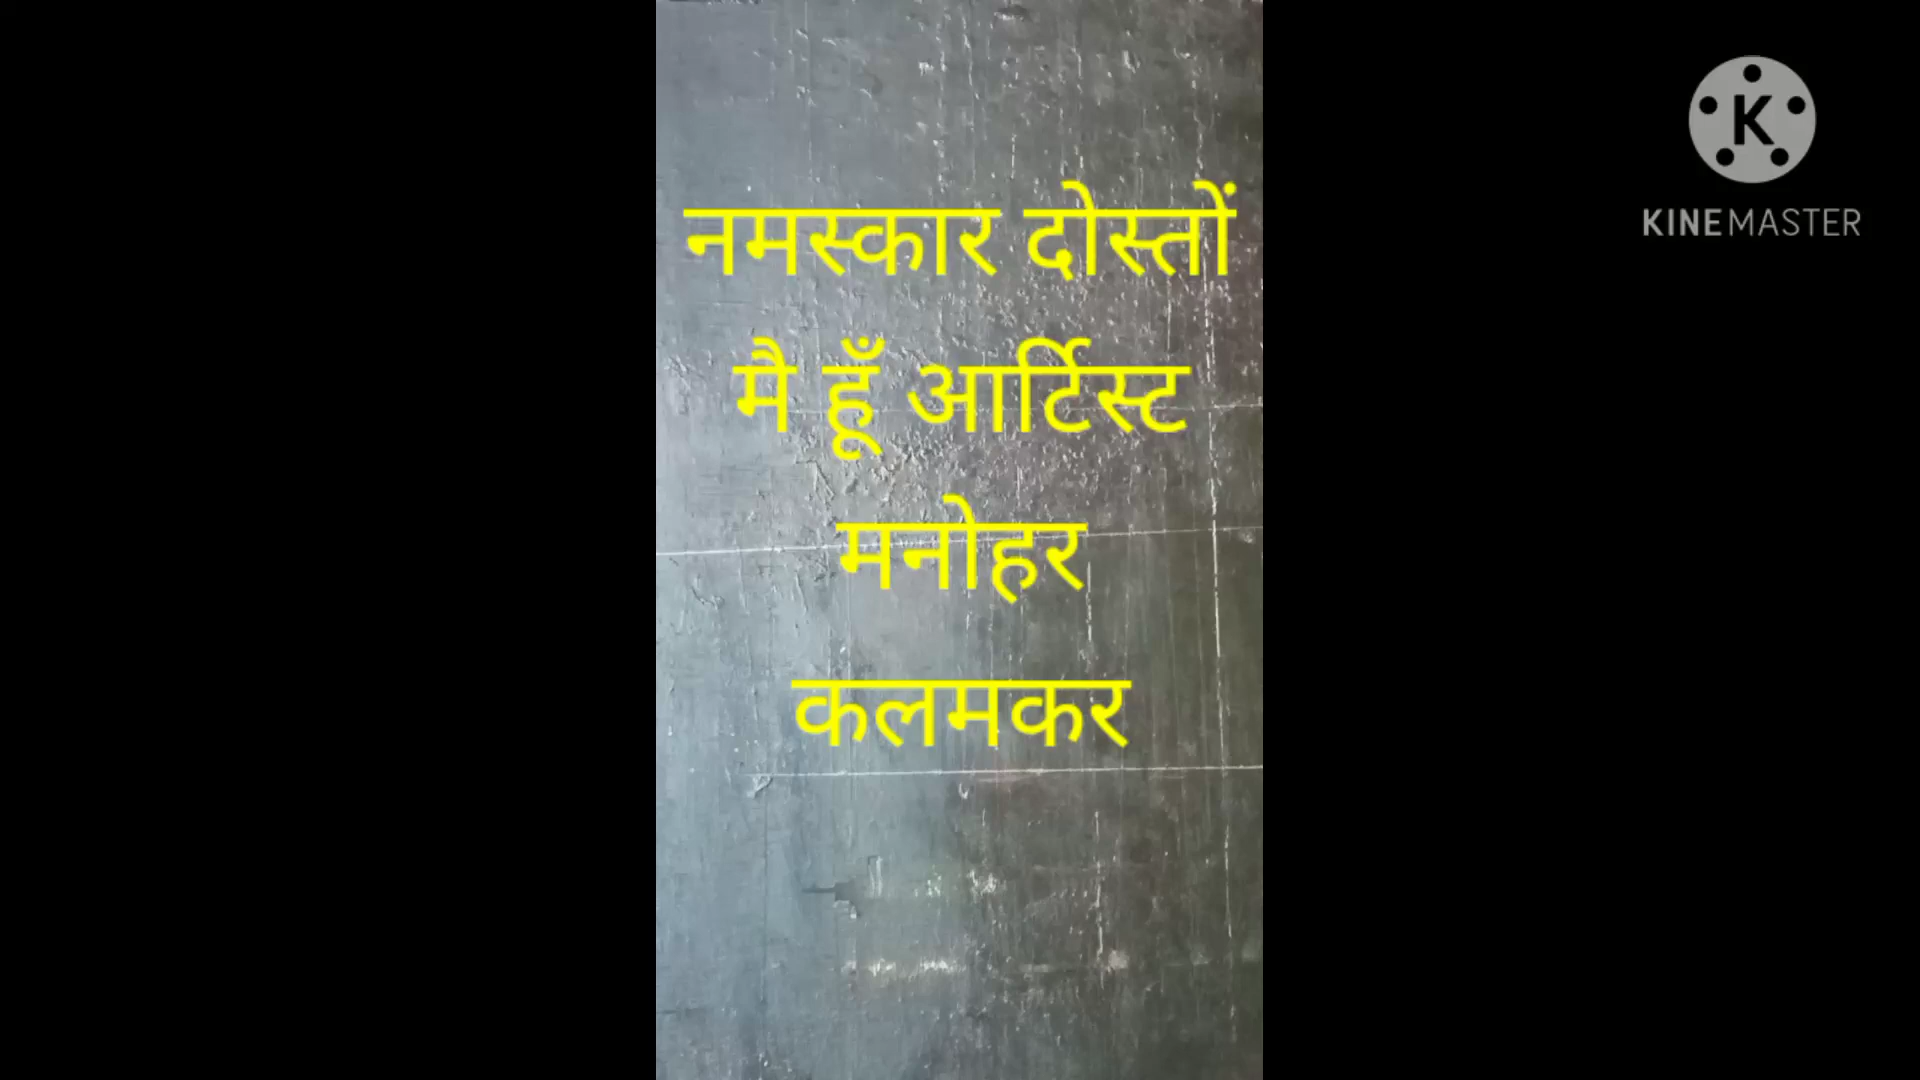 नमस्कार दोस्तों
मै हूँ आर्टिस्ट
मनोहर
कलमकर
K
KINEMASTER